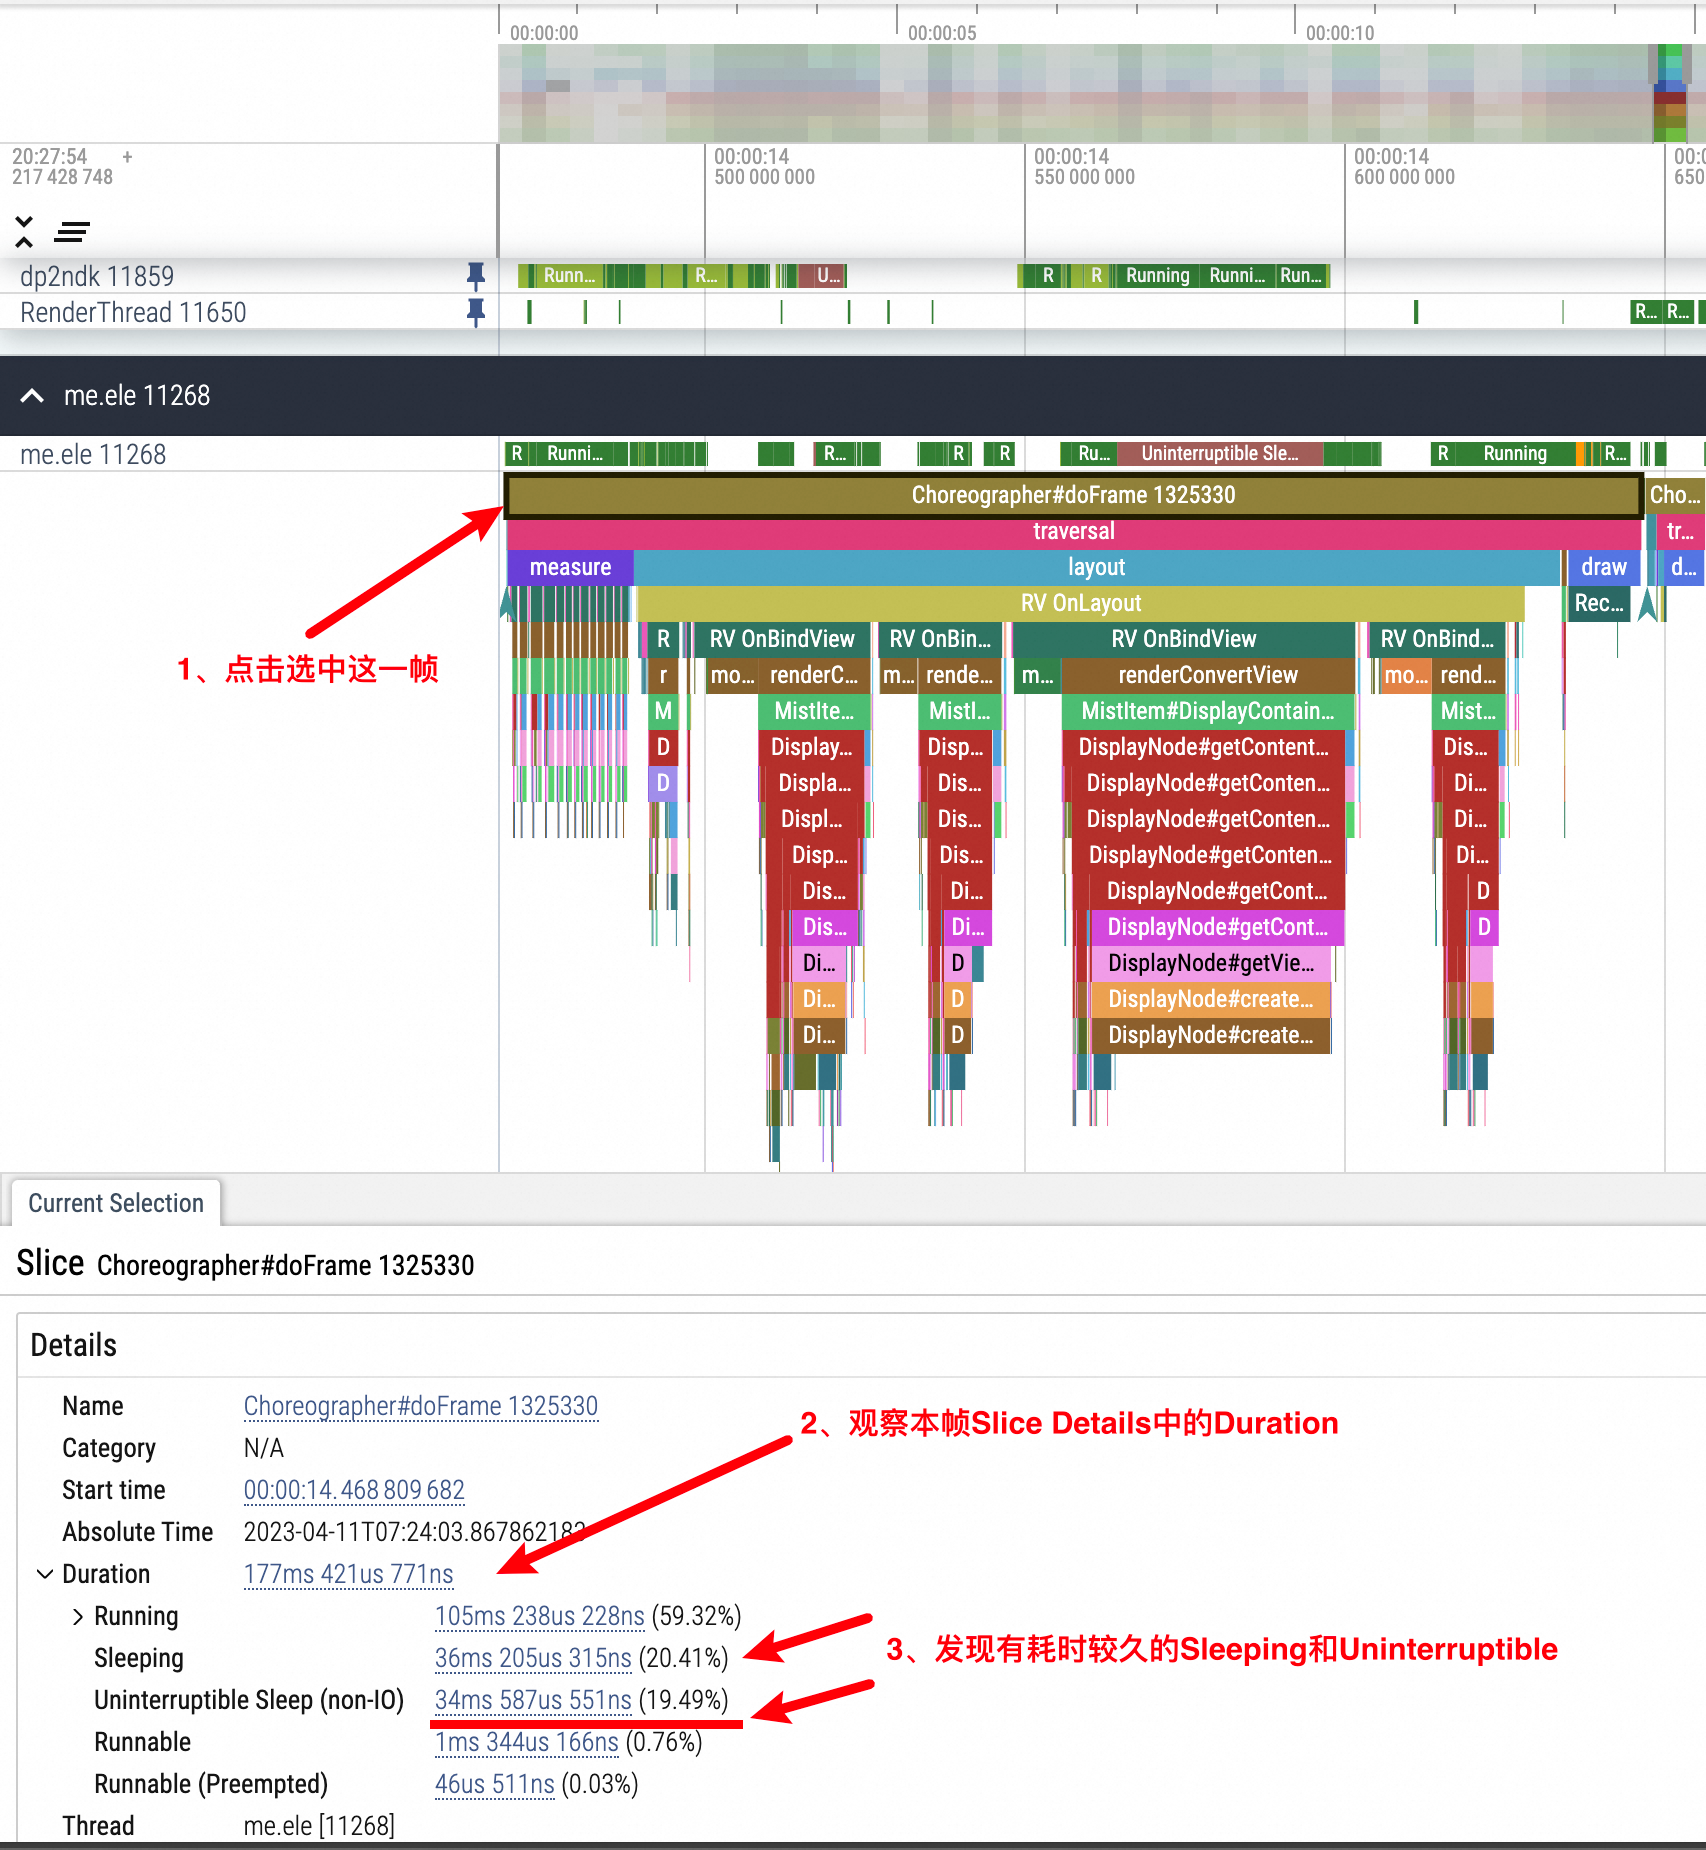 00:00:00 00:00:05 00:00:10
20:27:54 + 00:00:14 00:00:14 00:00:14
217 428 748 500 000 000 550 000 000 600 000 000 650
dp2ndk 11859 Runn... R... U... R R Running Runni... Run...
RenderThread 11650 R... R...
me.ele 11268
me.ele 11268 R Runni... R... R R Ru... Uninterruptible Sle... R Running R...
Choreographer#doFrame 1325330 Cho...
traversal tr...
measure layout draw d...
RV OnLayout Rec...
R RV OnBindView RV OnBin... RV OnBindView RV OnBind...
1、点击选中这一帧
r mo... renderC... m... rende... m... renderConvertView mo... rend...
M MistIte... MistI... MistItem#DisplayContain... Mist...
D Display... Disp... DisplayNode#getContent... Dis...
D Displa... Dis... DisplayNode#getConten... Di...
Displ... Dis... DisplayNode#getConten... Di...
Disp... Dis... DisplayNode#getConten... Di...
Dis... Di... DisplayNode#getCont... D
Dis... Di... DisplayNode#getCont... D
Di... D DisplayNode#getVie...
Di... D DisplayNode#create...
Di... D DisplayNode#create...
Current Selection
Slice Choreographer#doFrame 1325330
Details
Name Choreographer#doFrame 1325330
2、观察本帧Slice Details中的Duration
Category N/A
Start time 00:00:14.468 809 682
Absolute Time 2023-04-11T07:24:03.867862182
Duration 177ms 421us 771ns
Running 105ms 238us 228ns (59.32%)
3、发现有耗时较久的Sleeping和Uninterruptible
Sleeping 36ms 205us 315ns (20.41%)
Uninterruptible Sleep (non-IO) 34ms 587us 551ns (19.49%)
Runnable 1ms 344us 166ns (0.76%)
Runnable (Preempted) 46us 511ns (0.03%)
Thread me.ele [11268]